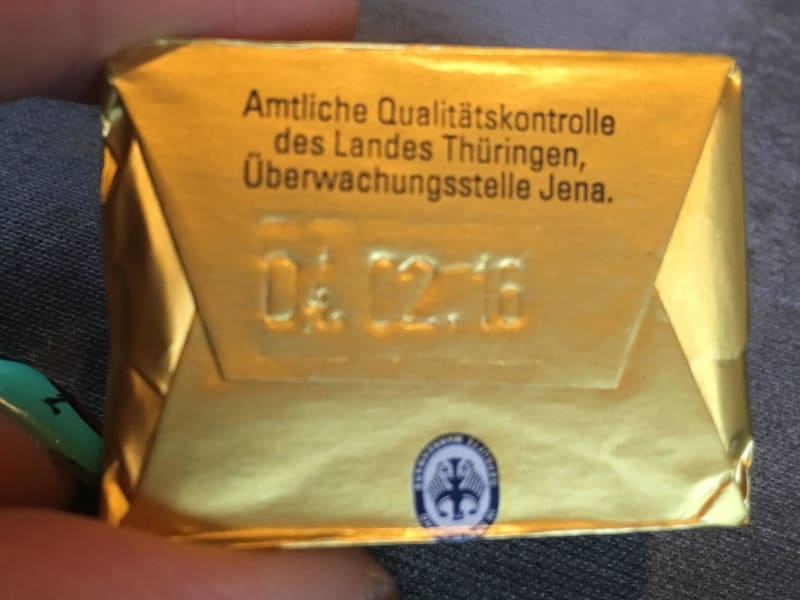 Amtliche Qualitätskontrolle
des Landes Thüringen,
Überwachungsstelle Jena.
04. 02. 16